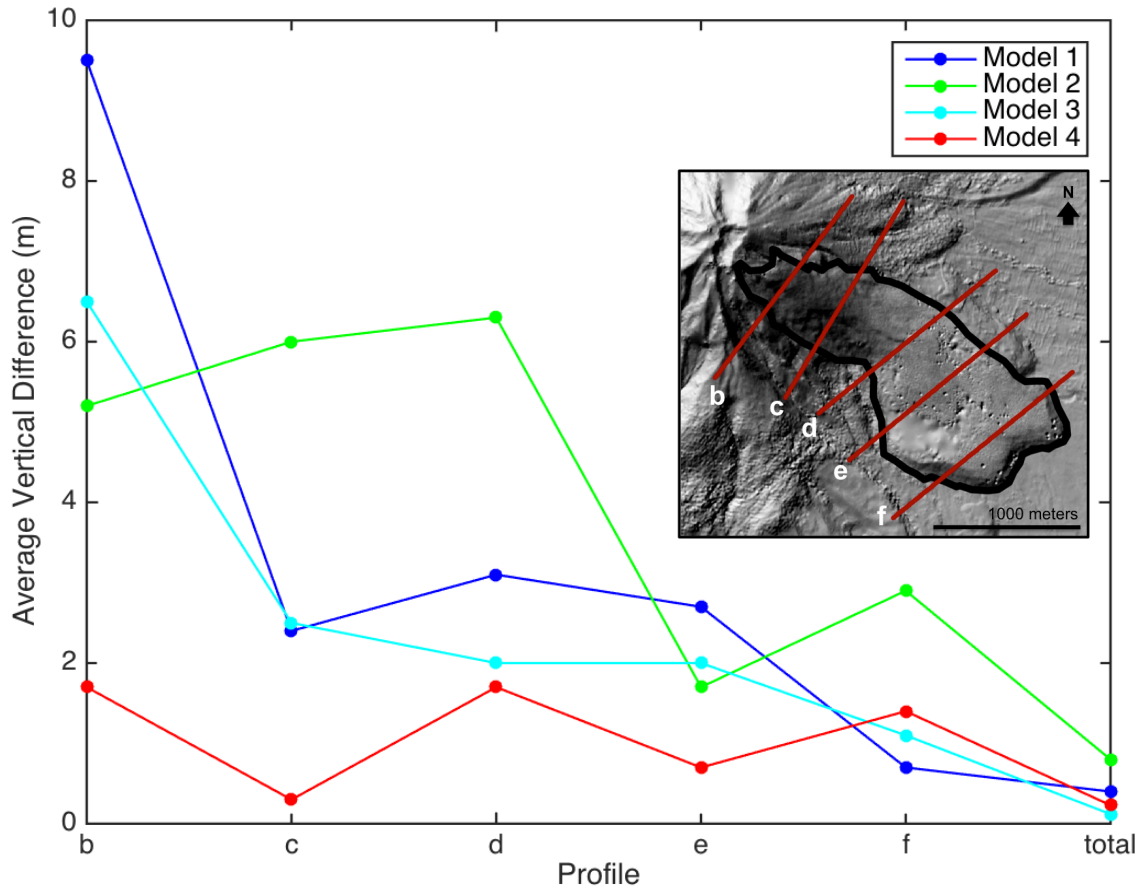 10
8
6
4
2
0
Average Vertical Difference (m)
Model 1
Model 2
Model 3
Model 4
N
b
c
d
e
f
1000 meters
b c d e f total
Profile